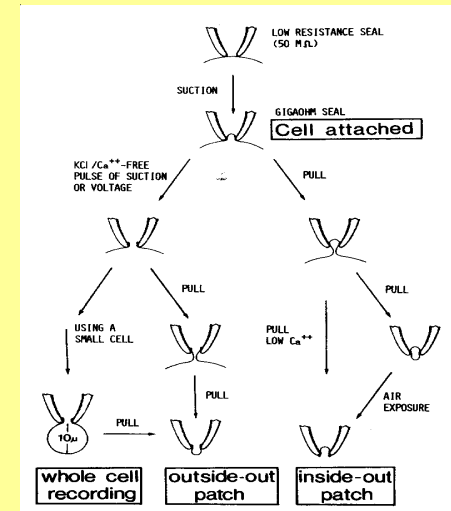 LOW RESISTANCE SEAL
(50 MΩ)
SUCTION
GIGAOHM SEAL
Cell attached
KCl/Ca++-FREE
PULSE OF SUCTION
OR VOLTAGE
PULL
PULL
PULL
USING A
SMALL CELL
PULL
LOW Ca++
PULL
AIR
EXPOSURE
10μ
PULL
whole cell
recording
outside-out
patch
inside-out
patch